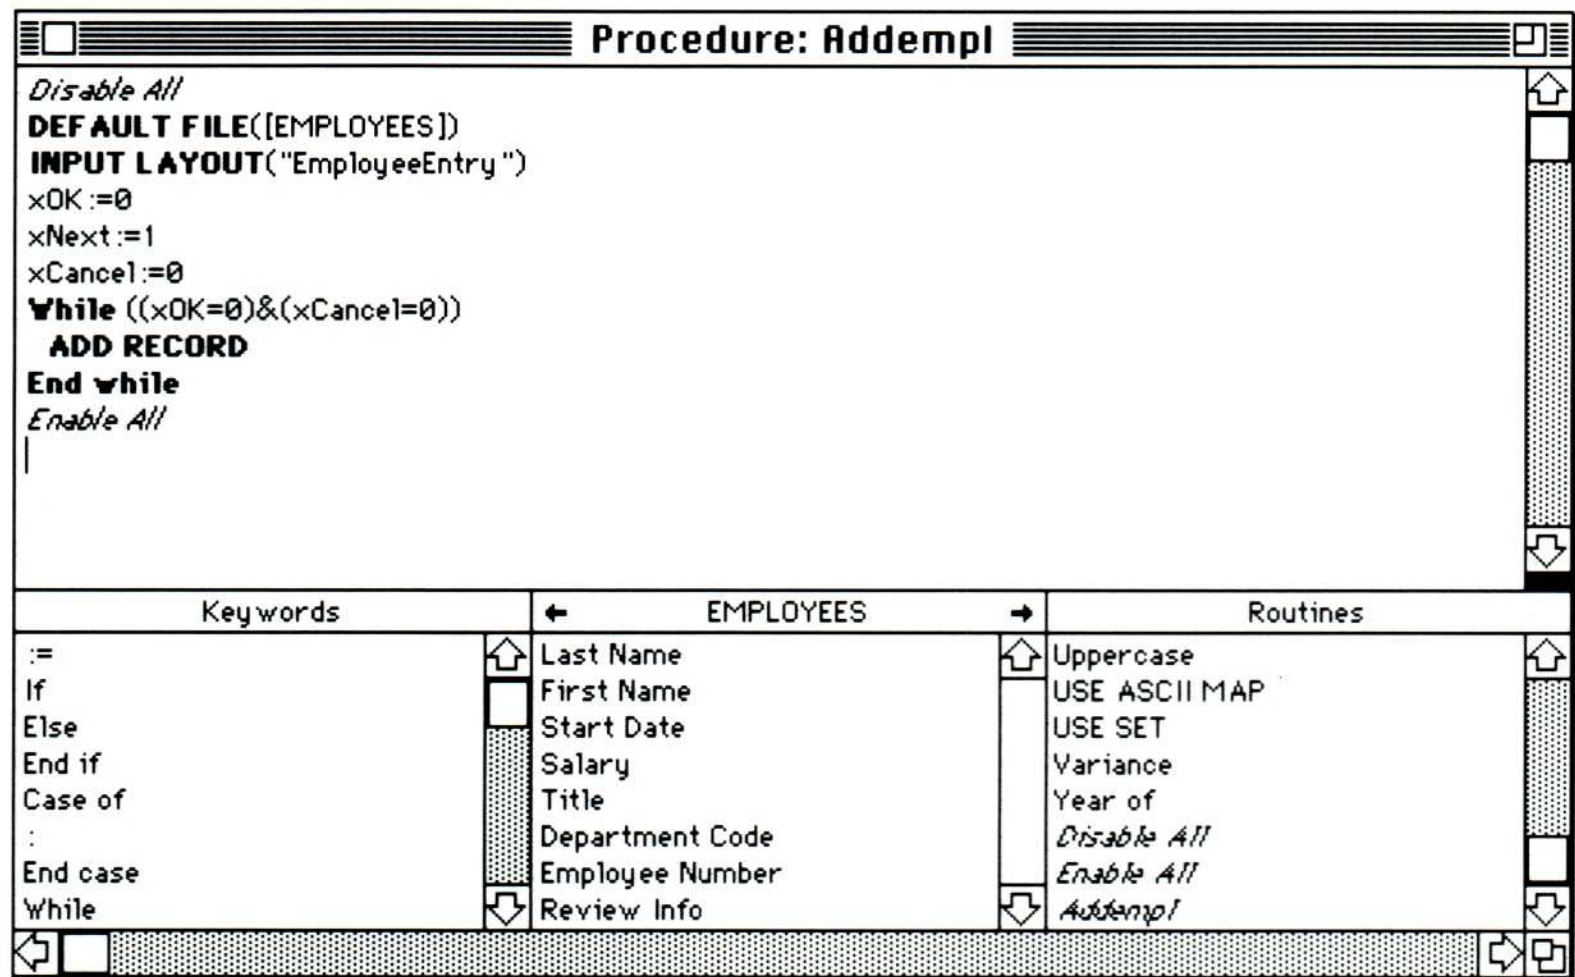 Procedure: Addempl
Disable All
DEFAULT FILE([EMPLOYEES])
INPUT LAYOUT("EmployeeEntry")
xOK:=0
xNext:=1
xCancel:=0
While ((xOK=0)&(xCancel=0))
ADD RECORD
End while
Enable All
Keywords
:=
If
Else
End if
Case of
:
End case
While
← EMPLOYEES →
Last Name
First Name
Start Date
Salary
Title
Department Code
Employee Number
Review Info
Routines
Uppercase
USE ASCII MAP
USE SET
Variance
Year of
Disable All
Enable All
Addempl